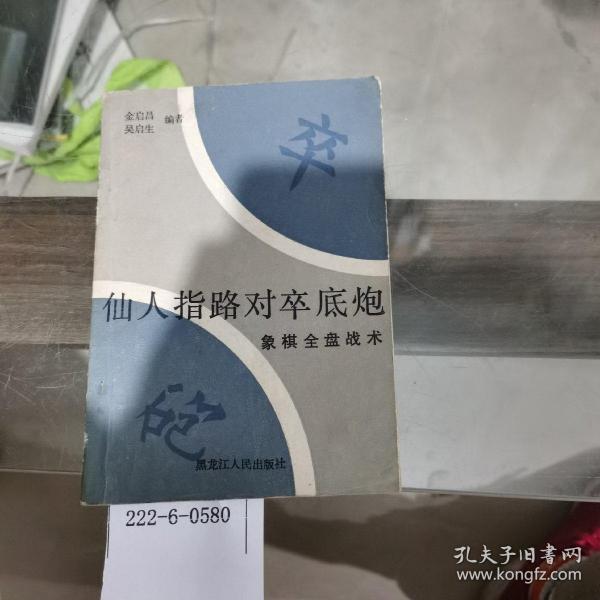 金启昌
吴启生
编者
卒
仙人指路对卒底炮
象棋全盘战术
砲
黑龙江人民出版社
222-6-0580
孔夫子旧书网
www.kongfz.com